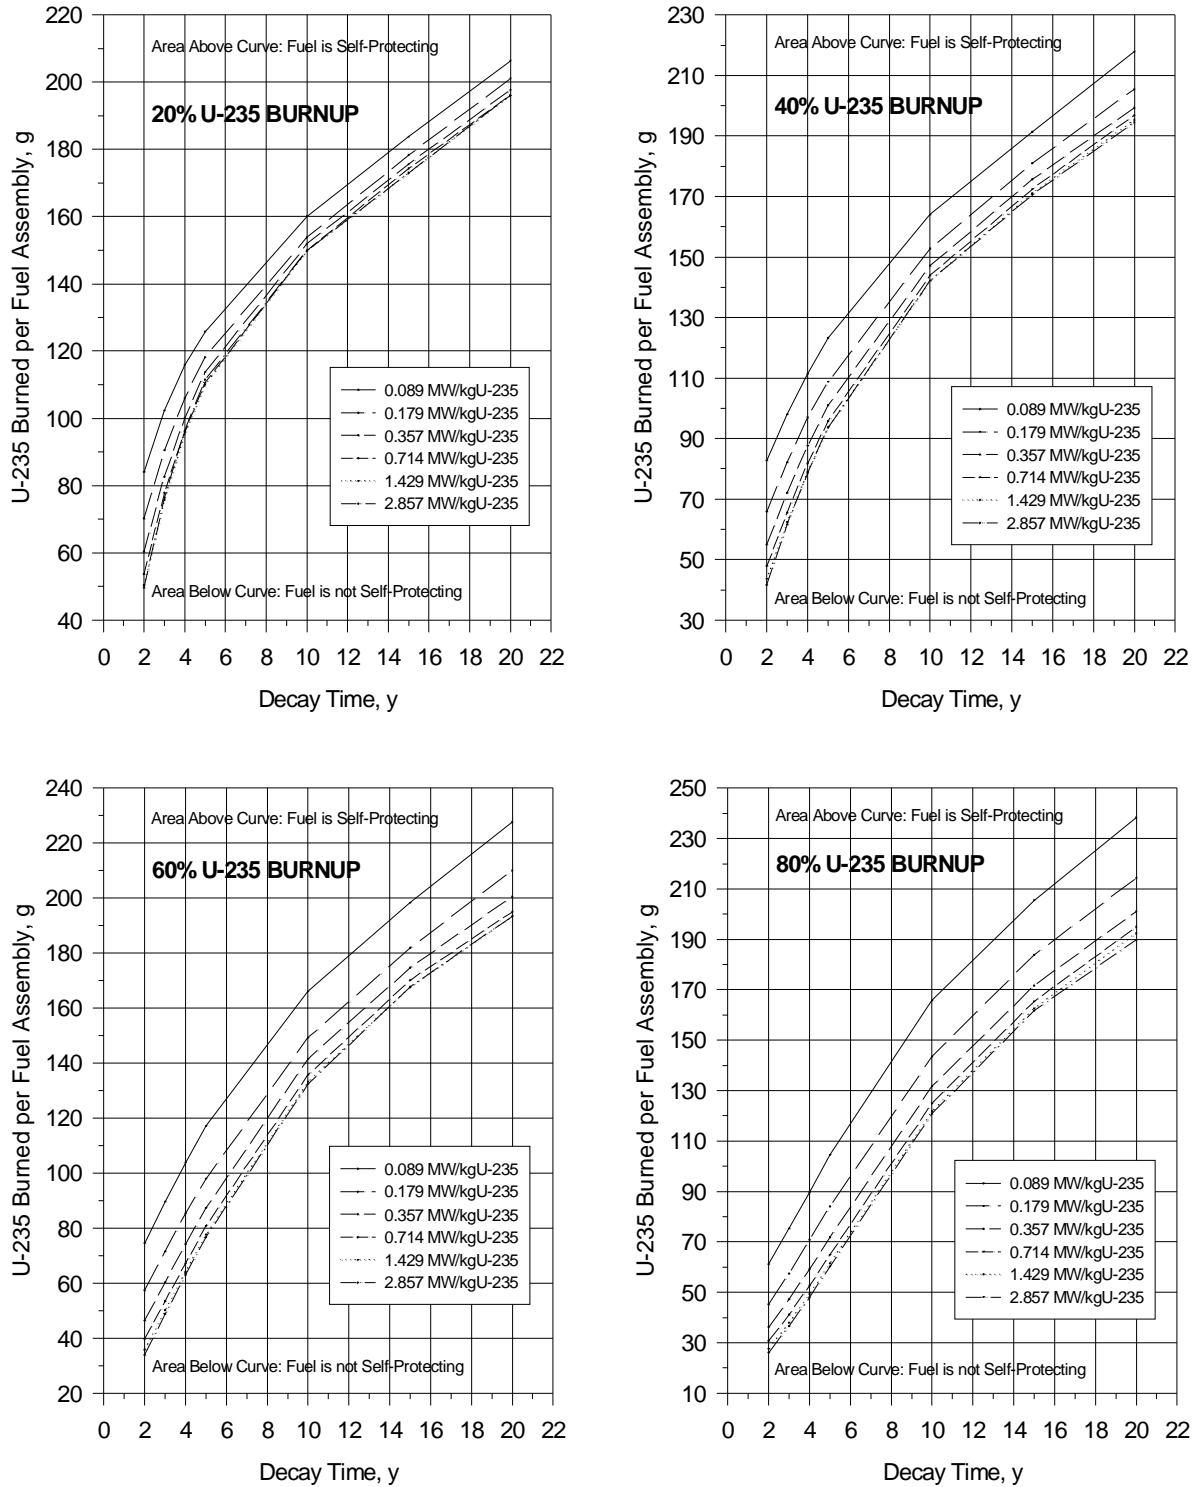 220
200
180
160
140
120
100
80
60
40
U-235 Burned per Fuel Assembly, g
Area Above Curve: Fuel is Self-Protecting
20% U-235 BURNUP
0.089 MW/kgU-235
0.179 MW/kgU-235
0.357 MW/kgU-235
0.714 MW/kgU-235
1.429 MW/kgU-235
2.857 MW/kgU-235
Area Below Curve: Fuel is not Self-Protecting
0 2 4 6 8 10 12 14 16 18 20 22
Decay Time, y
230
210
190
170
150
130
110
90
70
50
30
U-235 Burned per Fuel Assembly, g
Area Above Curve: Fuel is Self-Protecting
40% U-235 BURNUP
0.089 MW/kgU-235
0.179 MW/kgU-235
0.357 MW/kgU-235
0.714 MW/kgU-235
1.429 MW/kgU-235
2.857 MW/kgU-235
Area Below Curve: Fuel is not Self-Protecting
0 2 4 6 8 10 12 14 16 18 20 22
Decay Time, y
240
220
200
180
160
140
120
100
80
60
40
20
U-235 Burned per Fuel Assembly, g
Area Above Curve: Fuel is Self-Protecting
60% U-235 BURNUP
0.089 MW/kgU-235
0.179 MW/kgU-235
0.357 MW/kgU-235
0.714 MW/kgU-235
1.429 MW/kgU-235
2.857 MW/kgU-235
Area Below Curve: Fuel is not Self-Protecting
0 2 4 6 8 10 12 14 16 18 20 22
Decay Time, y
250
230
210
190
170
150
130
110
90
70
50
30
10
U-235 Burned per Fuel Assembly, g
Area Above Curve: Fuel is Self-Protecting
80% U-235 BURNUP
0.089 MW/kgU-235
0.179 MW/kgU-235
0.357 MW/kgU-235
0.714 MW/kgU-235
1.429 MW/kgU-235
2.857 MW/kgU-235
Area Below Curve: Fuel is not Self-Protecting
0 2 4 6 8 10 12 14 16 18 20 22
Decay Time, y